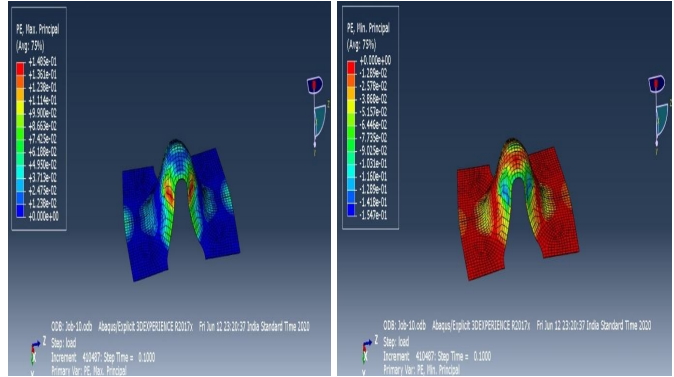 PE, Max. Principal
(Avg: 75%)
+1.485e-01
+1.361e-01
+1.238e-01
+1.114e-01
+9.900e-02
+8.663e-02
+7.425e-02
+6.188e-02
+4.950e-02
+3.713e-02
+2.475e-02
+1.238e-02
+0.000e+00
ODB: Job-10.odb Abaqus/Explicit 3DEXPERIENCE R2017x Fri Jun 12 23:20:37 India Standard Time 2020
Z
Step: load
Increment 410487: Step Time = 0.1000
Primary Var: PE, Max. Principal
PE, Min. Principal
(Avg: 75%)
+0.000e+00
-1.289e-02
-2.578e-02
-3.868e-02
-5.157e-02
-6.446e-02
-7.735e-02
-9.025e-02
-1.031e-01
-1.160e-01
-1.289e-01
-1.418e-01
-1.547e-01
ODB: Job-10.odb Abaqus/Explicit 3DEXPERIENCE R2017x Fri Jun 12 23:20:37 India Standard Time 2020
Z
Step: load
Increment 410487: Step Time = 0.1000
Primary Var: PE, Min. Principal